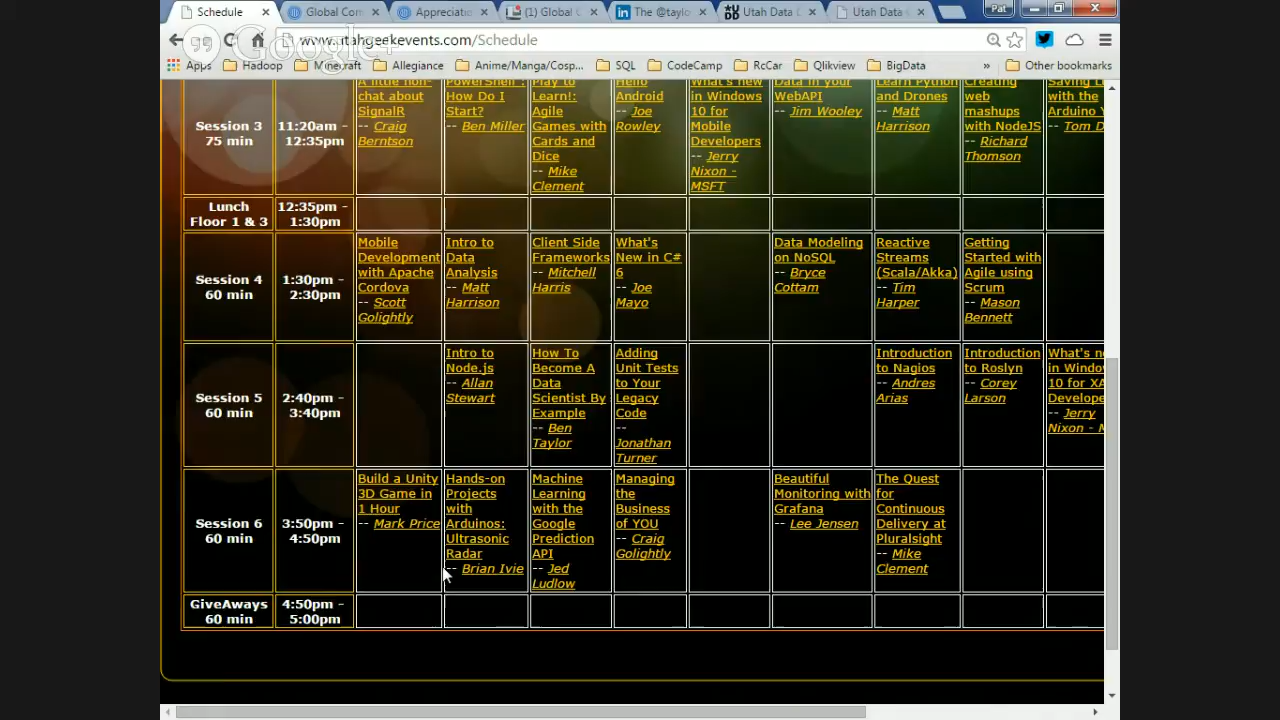 Schedule
Global Con
Appreciatio
(1) Global U
The @taylo
Utah Data
Utah Data C
Pat
www.utahgeekevents.com/Schedule
Google+
Apps
Hadoop
Minecraft
Allegiance
Anime/Manga/Cosp...
SQL
CodeCamp
RcCar
Qlikview
BigData
»
Other bookmarks
Session 3
75 min
11:20am -
12:35pm
A little non-
chat about
SignalR
-- Craig
Berntson
PowerShell :
How Do I
Start?
-- Ben Miller
Play to
Learn!:
Agile
Games with
Cards and
Dice
-- Mike
Clement
Hello
Android
-- Joe
Rowley
What's new
in Windows
10 for
Mobile
Developers
-- Jerry
Nixon -
MSFT
Data in your
WebAPI
-- Jim Wooley
Learn Python
and Drones
-- Matt
Harrison
Creating
web
mashups
with NodeJS
-- Richard
Thomson
Saving L
with the
Arduino Y
-- Tom D
Lunch
Floor 1 & 3
12:35pm -
1:30pm
Session 4
60 min
1:30pm -
2:30pm
Mobile
Development
with Apache
Cordova
-- Scott
Golightly
Intro to
Data
Analysis
-- Matt
Harrison
Client Side
Frameworks
-- Mitchell
Harris
What's
New in C#
6
-- Joe
Mayo
Data Modeling
on NoSQL
-- Bryce
Cottam
Reactive
Streams
(Scala/Akka)
-- Tim
Harper
Getting
Started with
Agile using
Scrum
-- Mason
Bennett
Session 5
60 min
2:40pm -
3:40pm
Intro to
Node.js
-- Allan
Stewart
How To
Become A
Data
Scientist By
Example
-- Ben
Taylor
Adding
Unit Tests
to Your
Legacy
Code
--
Jonathan
Turner
Introduction
to Nagios
-- Andres
Arias
Introduction
to Roslyn
-- Corey
Larson
What's ne
in Window
10 for XA
Develope
-- Jerry
Nixon - M
Session 6
60 min
3:50pm -
4:50pm
Build a Unity
3D Game in
1 Hour
-- Mark Price
Hands-on
Projects
with
Arduinos:
Ultrasonic
Radar
-- Brian Ivie
Machine
Learning
with the
Google
Prediction
API
-- Jed
Ludlow
Managing
the
Business
of YOU
-- Craig
Golightly
Beautiful
Monitoring with
Grafana
-- Lee Jensen
The Quest
for
Continuous
Delivery at
Pluralsight
-- Mike
Clement
GiveAways
60 min
4:50pm -
5:00pm